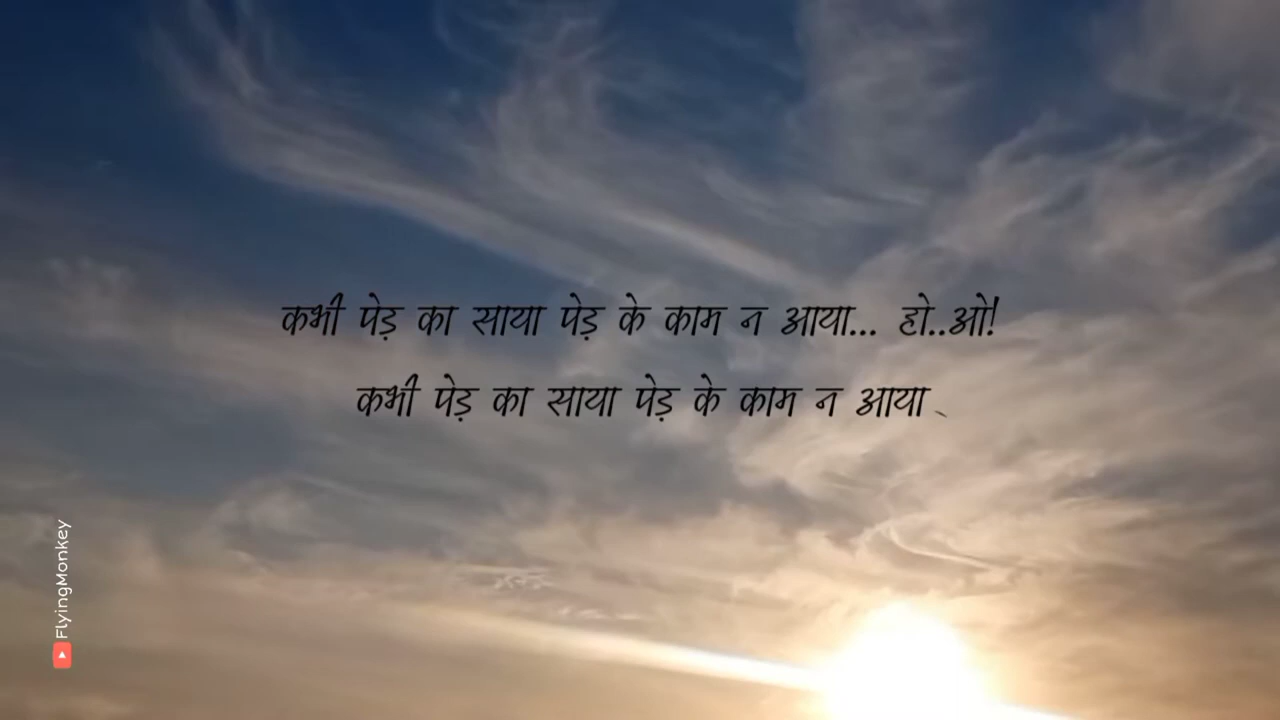 कभी पेड़ का साया पेड़ के काम न आया... हो..ओ!
कभी पेड़ का साया पेड़ के काम न आया
FlyingMonkey